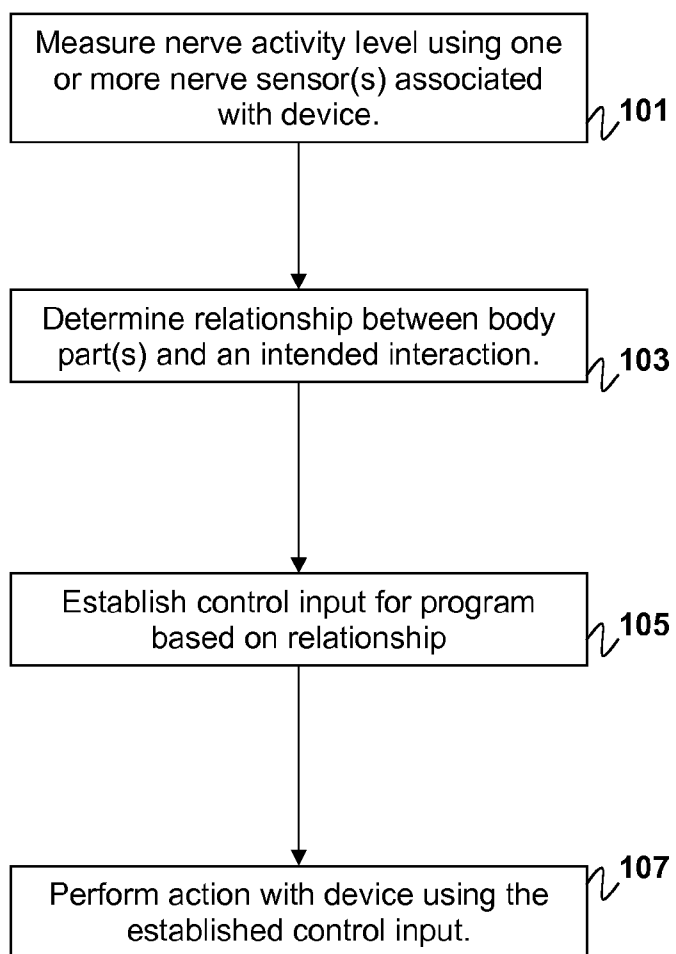 Measure nerve activity level using one
or more nerve sensor(s) associated
with device.
101
Determine relationship between body
part(s) and an intended interaction.
103
Establish control input for program
based on relationship
105
107
Perform action with device using the
established control input.